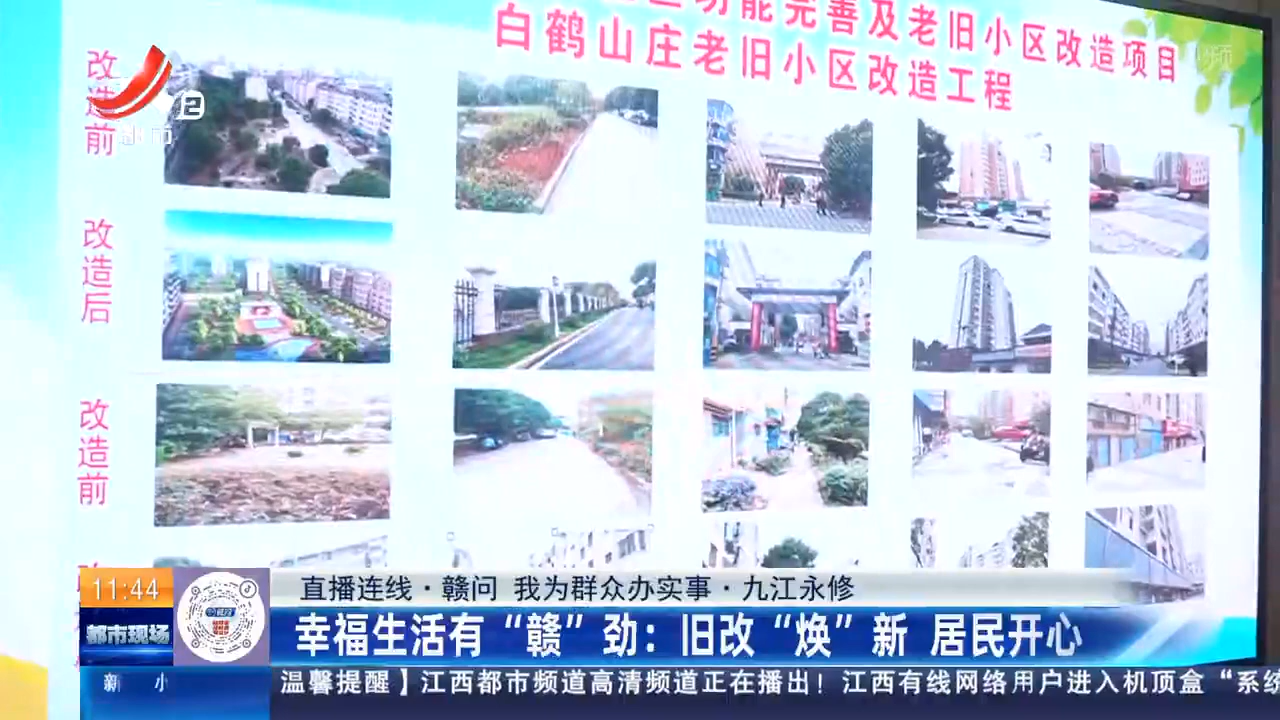 功能完善及老旧小区改造项目
白鹤山庄老旧小区改造工程
改造前
2
都市
改造后
改造前
11:44
都市现场
直播连线·赣问 我为群众办实事·九江永修
幸福生活有“赣”劲：旧改“焕”新 居民开心
新 小
温馨提醒】江西都市频道高清频道正在播出！江西有线网络用户进入机顶盒“系统